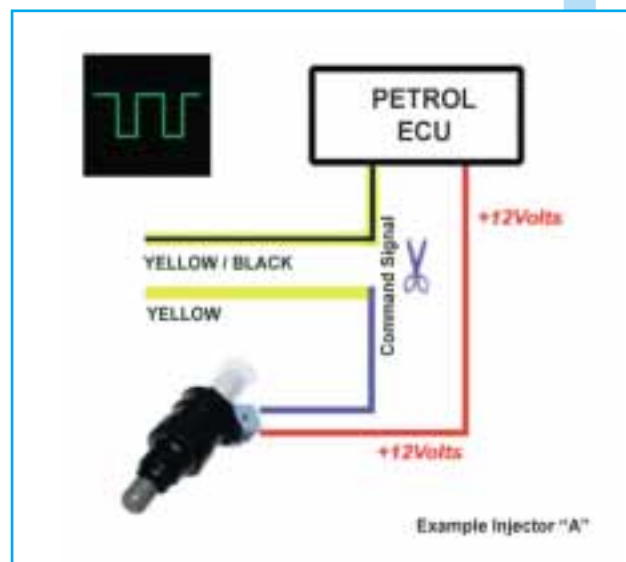 PETROL
ECU
+12Volts
YELLOW / BLACK
Command Signal
YELLOW
+12Volts
Example Injector "A"